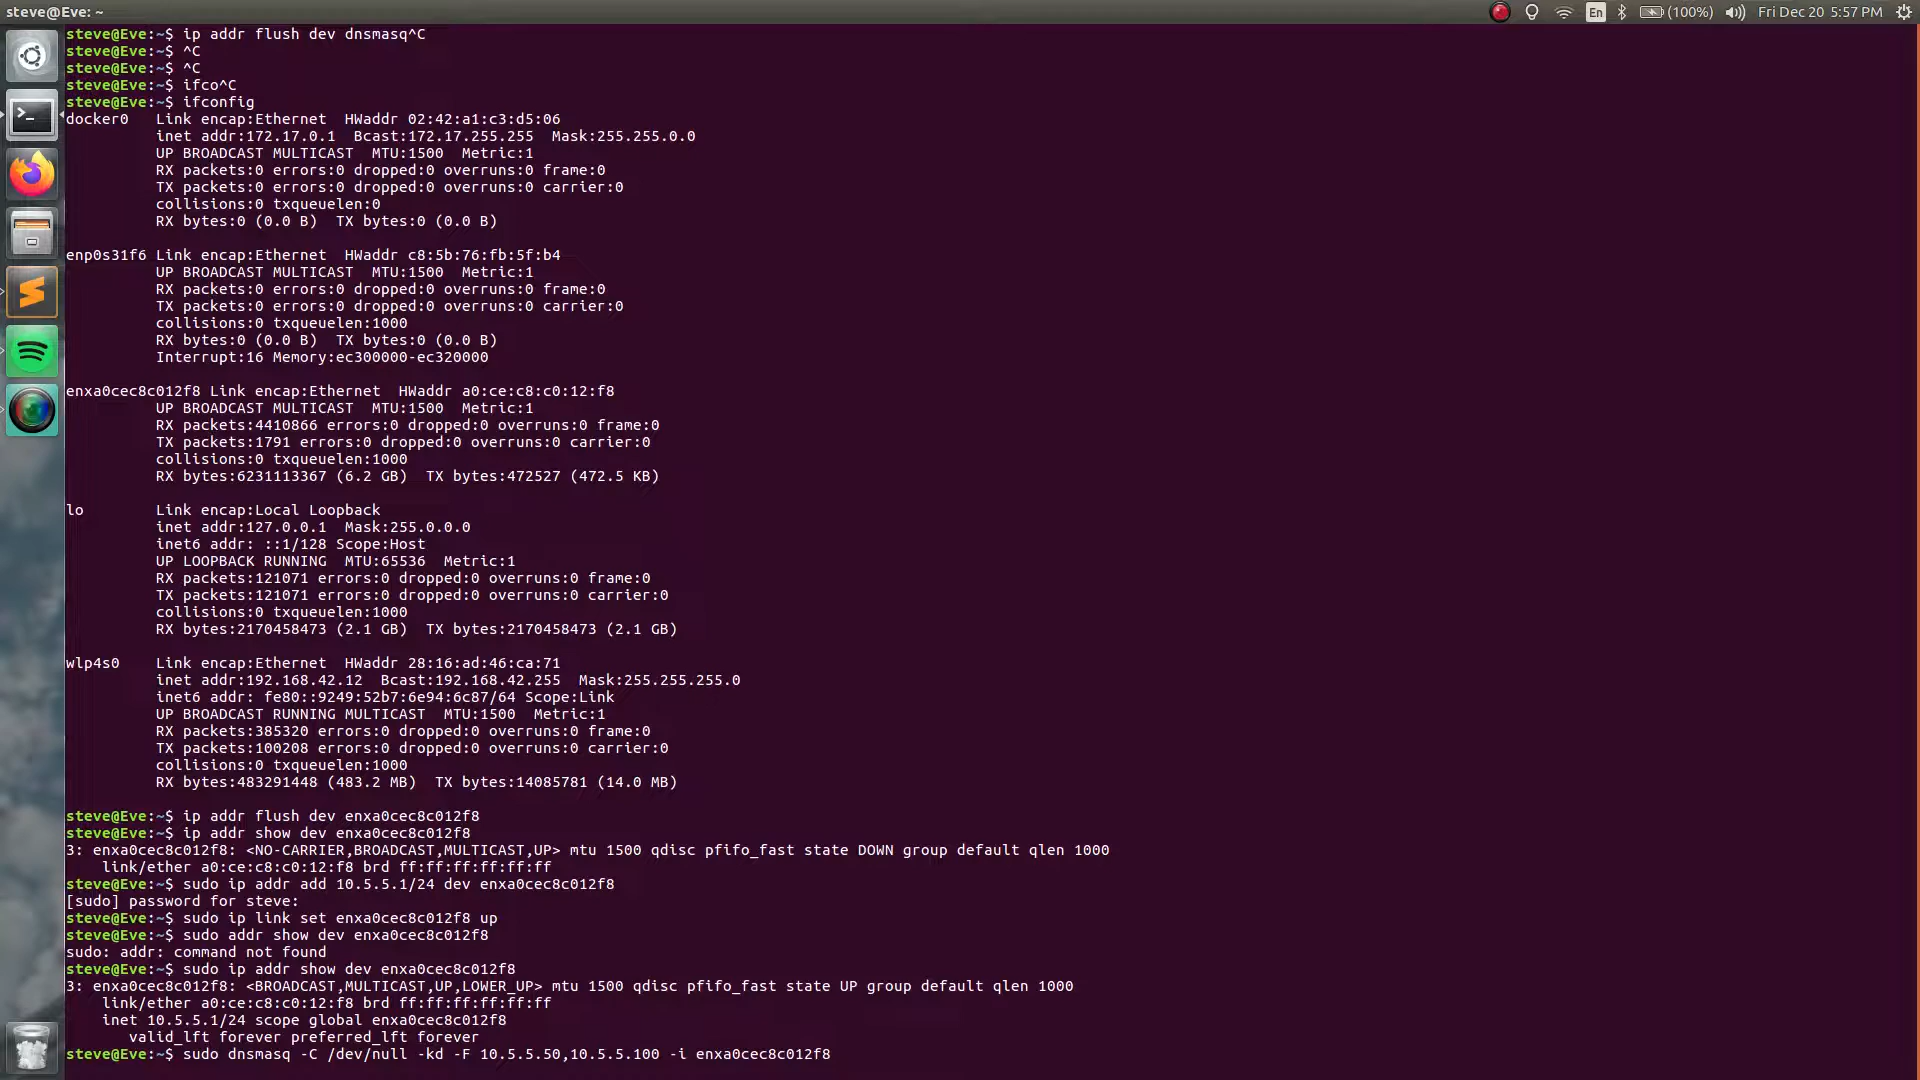 steve@Eve: ~
En
(100%)
Fri Dec 20 5:57 PM
steve@Eve:~$ ip addr flush dev dnsmasq^C
steve@Eve:~$ ^C
steve@Eve:~$ ^C
steve@Eve:~$ ifco^C
steve@Eve:~$ ifconfig
docker0   Link encap:Ethernet  HWaddr 02:42:a1:c3:d5:06
          inet addr:172.17.0.1  Bcast:172.17.255.255  Mask:255.255.0.0
          UP BROADCAST MULTICAST  MTU:1500  Metric:1
          RX packets:0 errors:0 dropped:0 overruns:0 frame:0
          TX packets:0 errors:0 dropped:0 overruns:0 carrier:0
          collisions:0 txqueuelen:0
          RX bytes:0 (0.0 B)  TX bytes:0 (0.0 B)
enp0s31f6 Link encap:Ethernet  HWaddr c8:5b:76:fb:5f:b4
          UP BROADCAST MULTICAST  MTU:1500  Metric:1
          RX packets:0 errors:0 dropped:0 overruns:0 frame:0
          TX packets:0 errors:0 dropped:0 overruns:0 carrier:0
          collisions:0 txqueuelen:1000
          RX bytes:0 (0.0 B)  TX bytes:0 (0.0 B)
          Interrupt:16 Memory:ec300000-ec320000
enxa0cec8c012f8 Link encap:Ethernet  HWaddr a0:ce:c8:c0:12:f8
          UP BROADCAST MULTICAST  MTU:1500  Metric:1
          RX packets:4410866 errors:0 dropped:0 overruns:0 frame:0
          TX packets:1791 errors:0 dropped:0 overruns:0 carrier:0
          collisions:0 txqueuelen:1000
          RX bytes:6231113367 (6.2 GB)  TX bytes:472527 (472.5 KB)
lo        Link encap:Local Loopback
          inet addr:127.0.0.1  Mask:255.0.0.0
          inet6 addr: ::1/128 Scope:Host
          UP LOOPBACK RUNNING  MTU:65536  Metric:1
          RX packets:121071 errors:0 dropped:0 overruns:0 frame:0
          TX packets:121071 errors:0 dropped:0 overruns:0 carrier:0
          collisions:0 txqueuelen:1000
          RX bytes:2170458473 (2.1 GB)  TX bytes:2170458473 (2.1 GB)
wlp4s0    Link encap:Ethernet  HWaddr 28:16:ad:46:ca:71
          inet addr:192.168.42.12  Bcast:192.168.42.255  Mask:255.255.255.0
          inet6 addr: fe80::9249:52b7:6e94:6c87/64 Scope:Link
          UP BROADCAST RUNNING MULTICAST  MTU:1500  Metric:1
          RX packets:385320 errors:0 dropped:0 overruns:0 frame:0
          TX packets:100208 errors:0 dropped:0 overruns:0 carrier:0
          collisions:0 txqueuelen:1000
          RX bytes:483291448 (483.2 MB)  TX bytes:14085781 (14.0 MB)
steve@Eve:~$ ip addr flush dev enxa0cec8c012f8
steve@Eve:~$ ip addr show dev enxa0cec8c012f8
3: enxa0cec8c012f8: <NO-CARRIER,BROADCAST,MULTICAST,UP> mtu 1500 qdisc pfifo_fast state DOWN group default qlen 1000
    link/ether a0:ce:c8:c0:12:f8 brd ff:ff:ff:ff:ff:ff
steve@Eve:~$ sudo ip addr add 10.5.5.1/24 dev enxa0cec8c012f8
[sudo] password for steve:
steve@Eve:~$ sudo ip link set enxa0cec8c012f8 up
steve@Eve:~$ sudo addr show dev enxa0cec8c012f8
sudo: addr: command not found
steve@Eve:~$ sudo ip addr show dev enxa0cec8c012f8
3: enxa0cec8c012f8: <BROADCAST,MULTICAST,UP,LOWER_UP> mtu 1500 qdisc pfifo_fast state UP group default qlen 1000
    link/ether a0:ce:c8:c0:12:f8 brd ff:ff:ff:ff:ff:ff
    inet 10.5.5.1/24 scope global enxa0cec8c012f8
       valid_lft forever preferred_lft forever
steve@Eve:~$ sudo dnsmasq -C /dev/null -kd -F 10.5.5.50,10.5.5.100 -i enxa0cec8c012f8